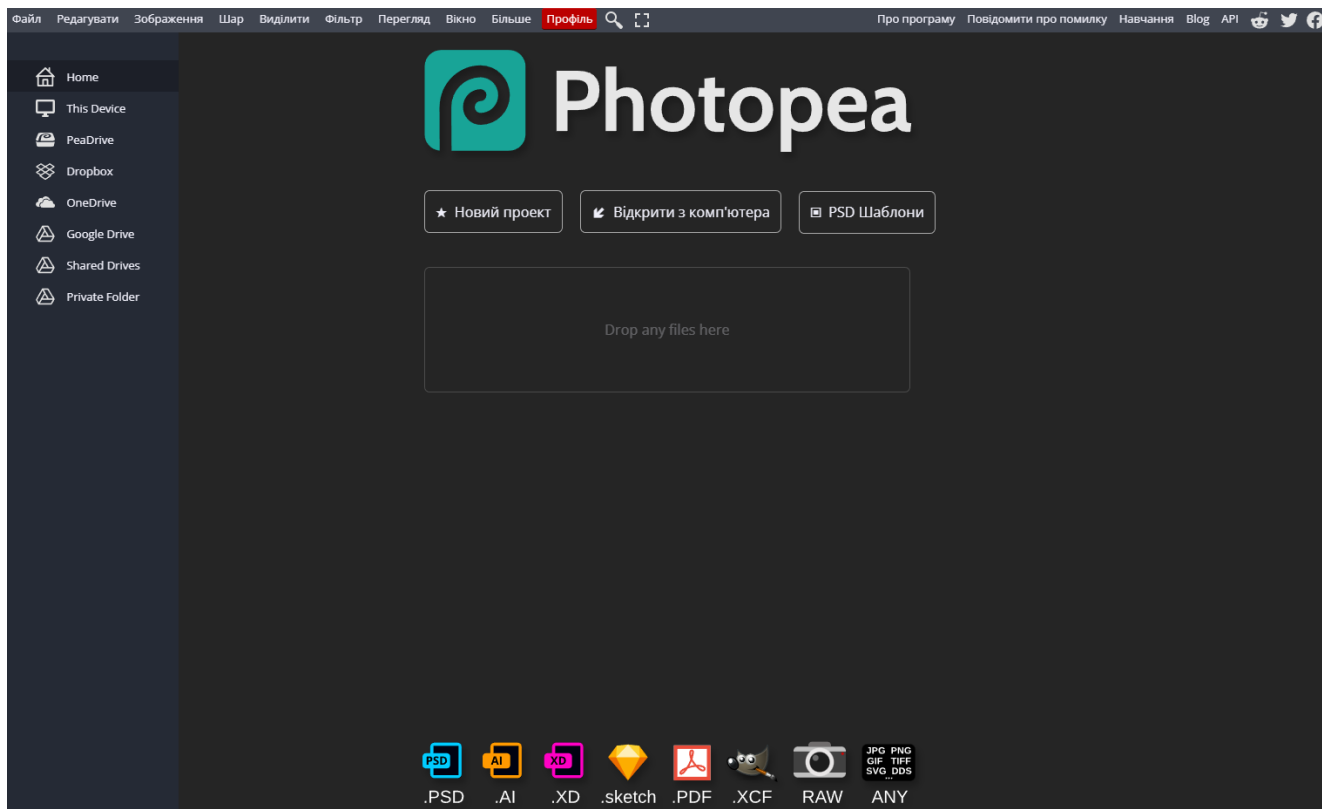 Файл Редагувати Зображення Шар Виділити Фільтр Перегляд Вікно Більше Профіль Про програму Повідомити про помилку Навчання Blog API
Home
This Device
PeaDrive
Dropbox
OneDrive
Google Drive
Shared Drives
Private Folder
Photopea
Новий проект Відкрити з комп'ютера PSD Шаблони
Drop any files here
PSD AI XD JPG PNG
GIF TIFF
SVG DDS
...
.PSD .AI .XD .sketch .PDF .XCF RAW ANY